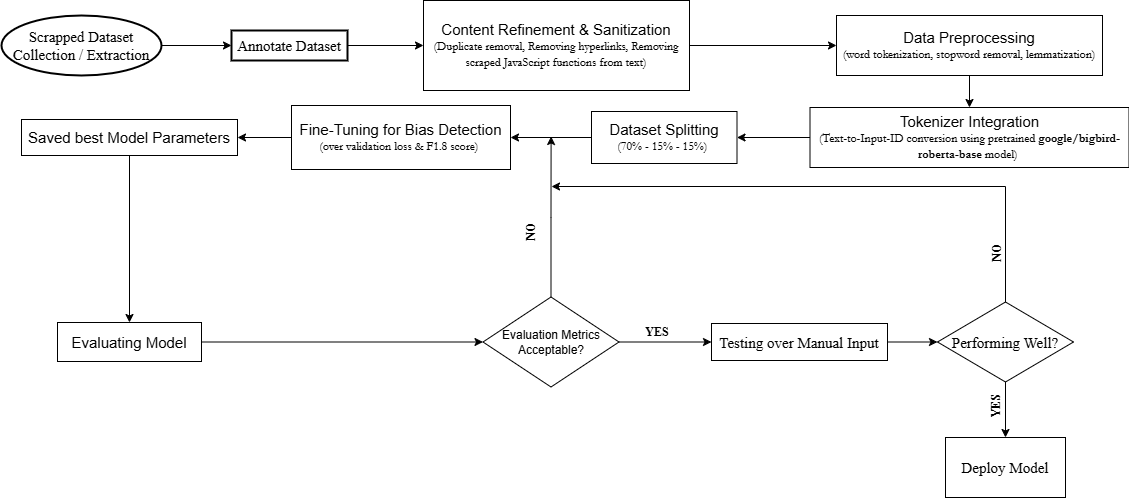 Scrapped Dataset
Collection / Extraction
Annotate Dataset
Content Refinement & Sanitization
(Duplicate removal, Removing hyperlinks, Removing
scraped JavaScript functions from text)
Data Preprocessing
(word tokenization, stopword removal, lemmatization)
Saved best Model Parameters
Fine-Tuning for Bias Detection
(over validation loss & F1.8 score)
Dataset Splitting
(70% - 15% - 15%)
Tokenizer Integration
(Text-to-Input-ID conversion using pretrained google/bigbird-
roberta-base model)
NO
NO
Evaluating Model
Evaluation Metrics
Acceptable?
YES
Testing over Manual Input
Performing Well?
YES
Deploy Model